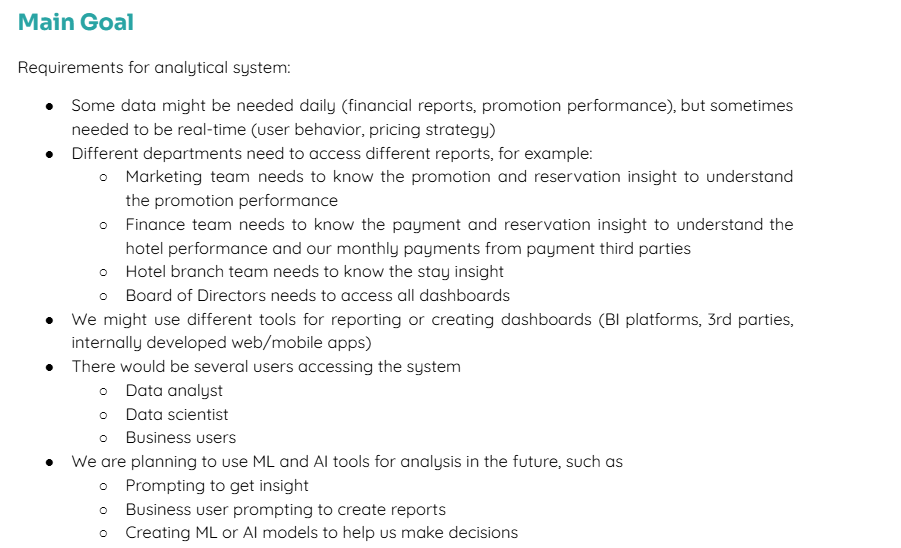 Main Goal
Requirements for analytical system:
● Some data might be needed daily (financial reports, promotion performance), but sometimes
needed to be real-time (user behavior, pricing strategy)
● Different departments need to access different reports, for example:
○ Marketing team needs to know the promotion and reservation insight to understand
the promotion performance
○ Finance team needs to know the payment and reservation insight to understand the
hotel performance and our monthly payments from payment third parties
○ Hotel branch team needs to know the stay insight
○ Board of Directors needs to access all dashboards
● We might use different tools for reporting or creating dashboards (BI platforms, 3rd parties,
internally developed web/mobile apps)
● There would be several users accessing the system
○ Data analyst
○ Data scientist
○ Business users
● We are planning to use ML and AI tools for analysis in the future, such as
○ Prompting to get insight
○ Business user prompting to create reports
○ Creating ML or AI models to help us make decisions